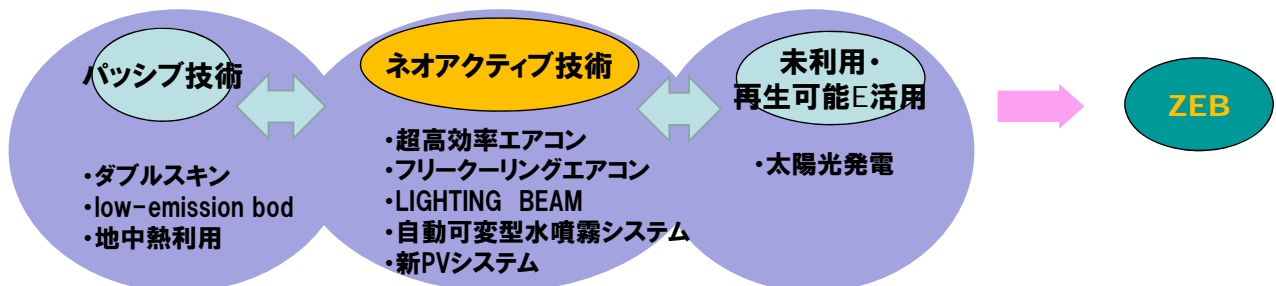 パッシブ技術
・ダブルスキン
・low-emission bod
・地中熱利用
ネオアクティブ技術
・超高効率エアコン
・フリークーリングエアコン
・LIGHTING BEAM
・自動可変型水噴霧システム
・新PVシステム
未利用・
再生可能E活用
・太陽光発電
ZEB